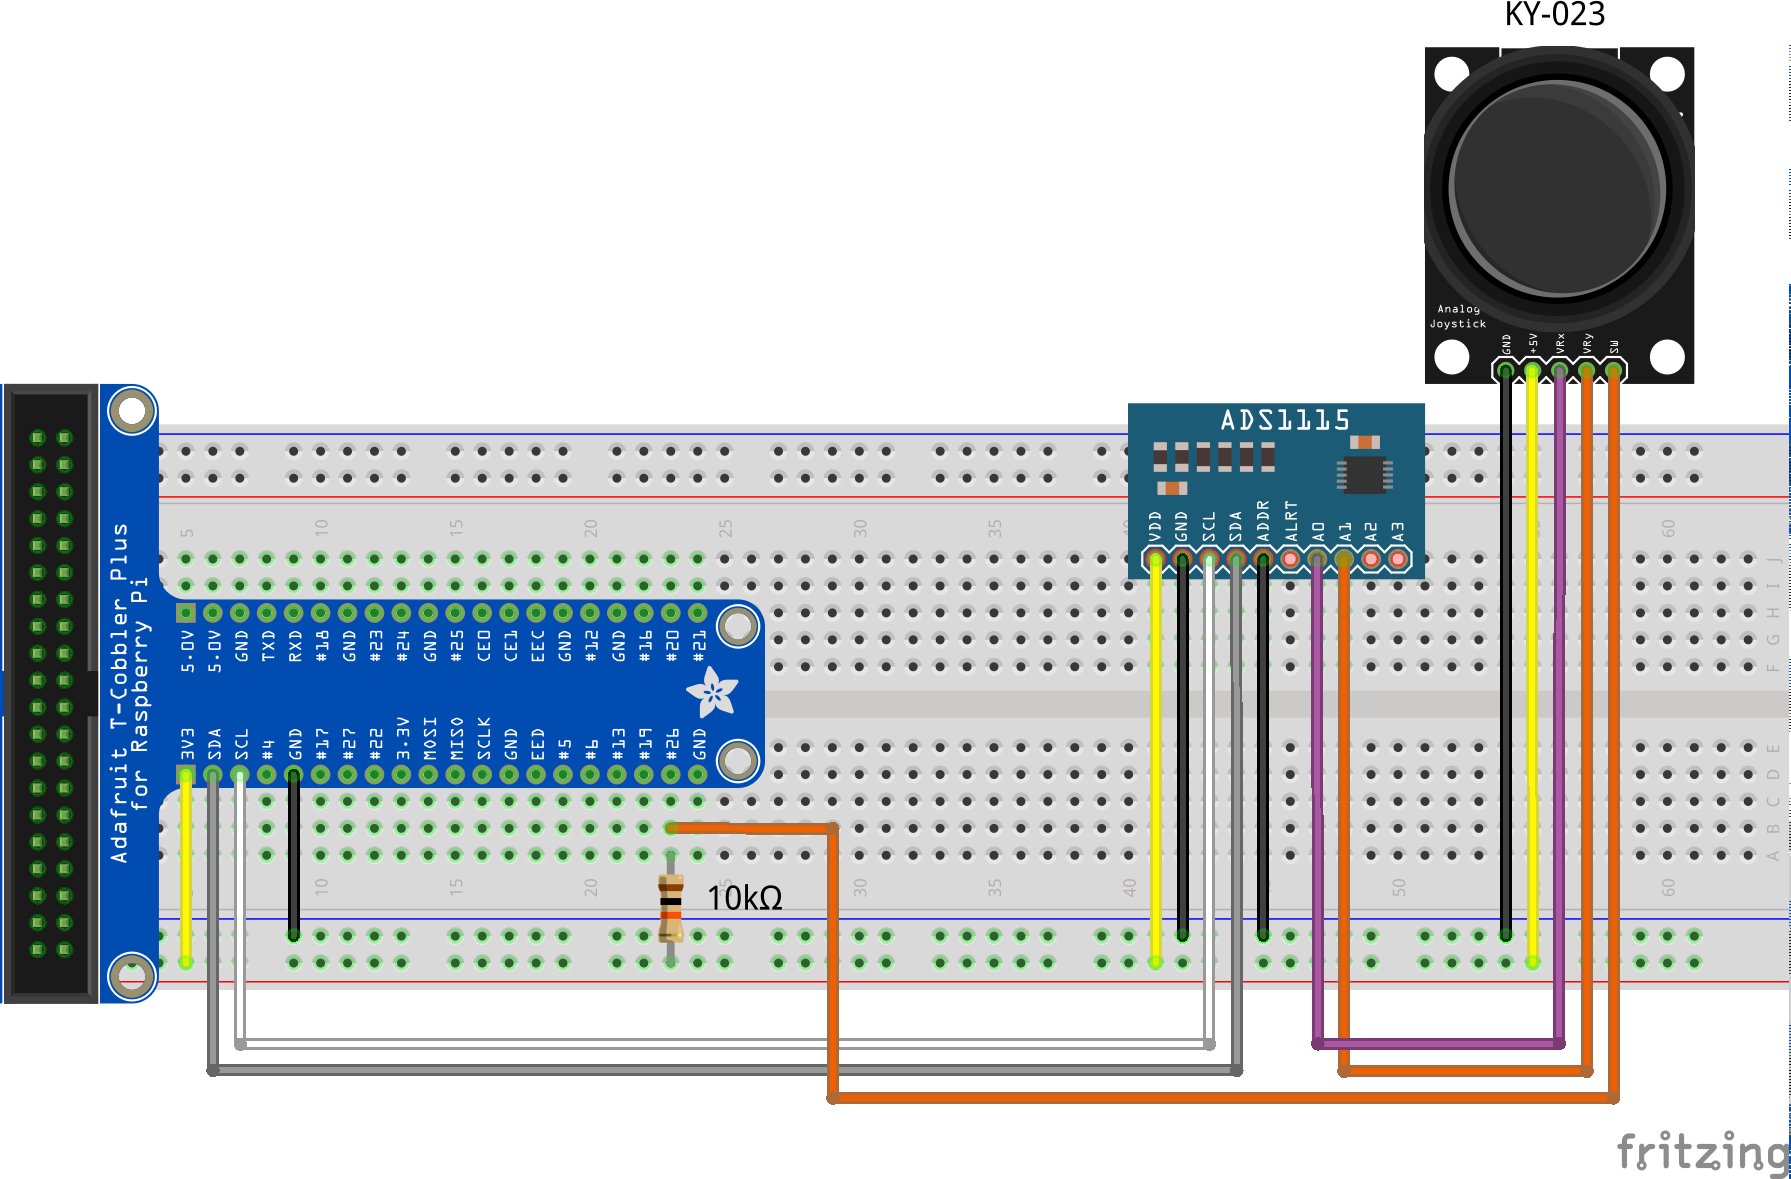 KY-023
Analog
Joystick
GND
+5V
VRx
VRy
SW
ADS1115
VDD
GND
SCL
SDA
ADDR
ALRT
A0
A1
A2
A3
5 10 15 20 25 30 35 60
J
I
H
G
F
Adafruit T-Cobbler Plus
for Raspberry Pi
5.0V
5.0V
GND
TXD
RXD
#18
GND
#23
#24
GND
#25
CE0
CE1
EEC
GND
#12
GND
#16
#20
#21
3V3
SDA
SCL
#4
GND
#17
#27
#22
3.3V
MOSI
MISO
SCLK
GND
EED
#5
#6
#13
#19
#26
GND
E
D
C
B
A
10 15 20 30 35 40 50 60
10kΩ
fritzing